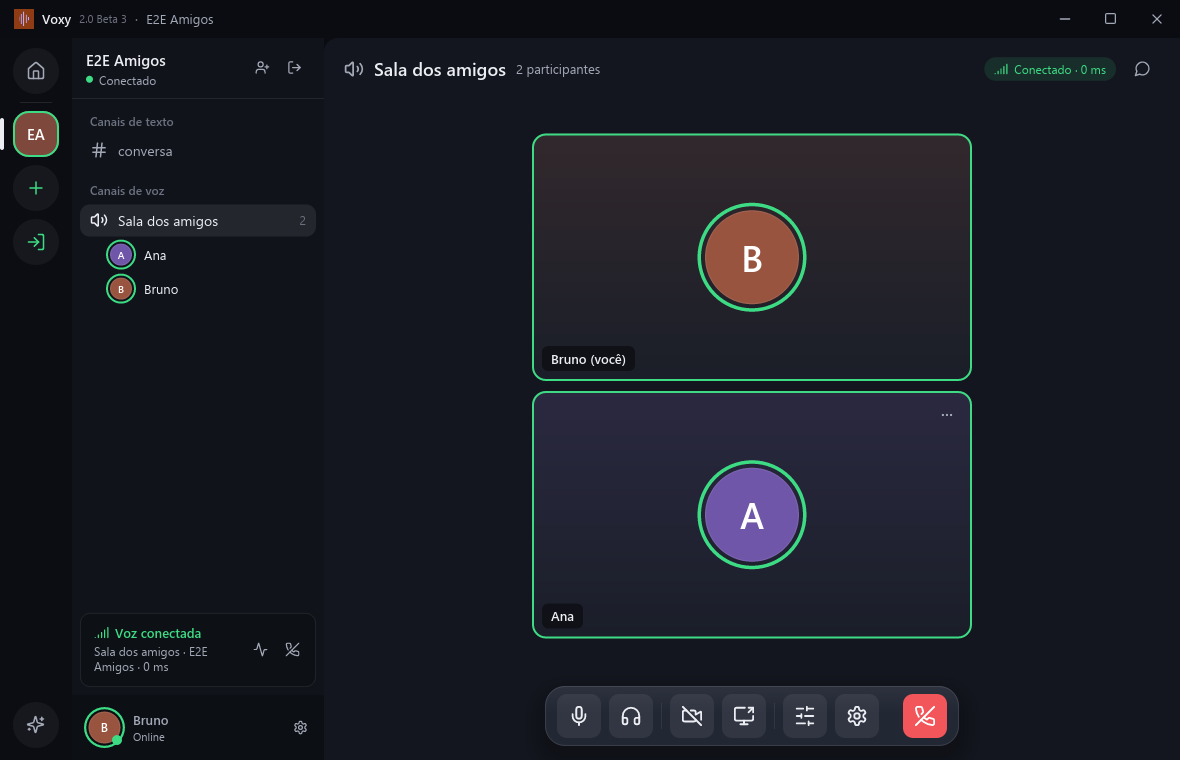 Voxy 2.0 Beta 3 · E2E Amigos
EA
E2E Amigos
Conectado
Canais de texto
conversa
Canais de voz
Sala dos amigos 2
A Ana
B Bruno
Voz conectada
Sala dos amigos · E2E
Amigos · 0 ms
B Bruno
Online
Sala dos amigos 2 participantes
Conectado · 0 ms
B
Bruno (você)
A
Ana